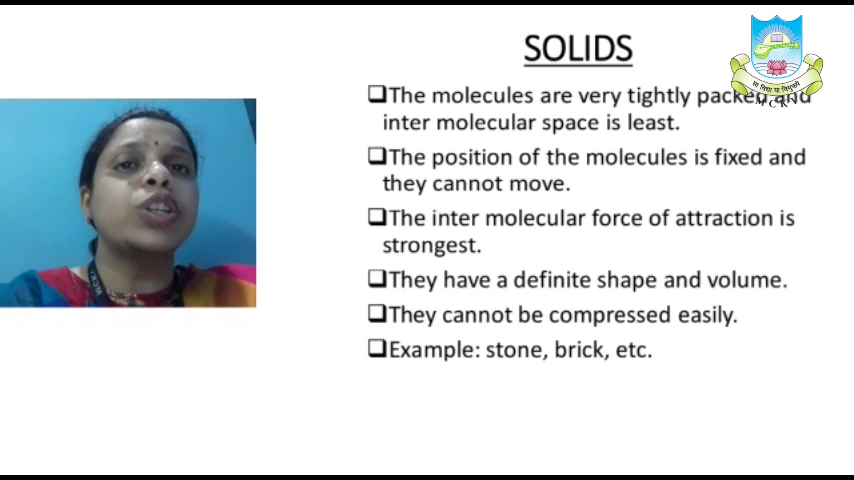 SOLIDS
❑The molecules are very tightly packed and
inter molecular space is least.
❑The position of the molecules is fixed and
they cannot move.
❑The inter molecular force of attraction is
strongest.
❑They have a definite shape and volume.
❑They cannot be compressed easily.
❑Example: stone, brick, etc.
सा विद्या या विमुक्तये